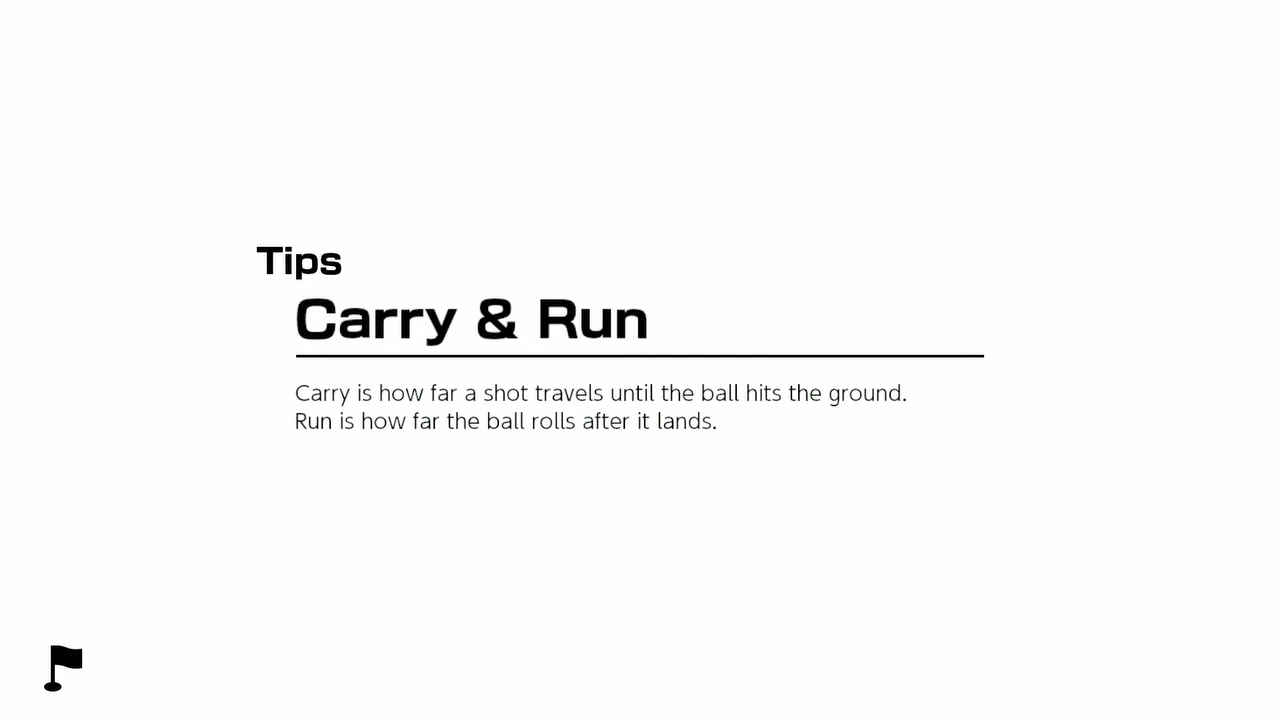 Tips
Carry & Run
Carry is how far a shot travels until the ball hits the ground.
Run is how far the ball rolls after it lands.